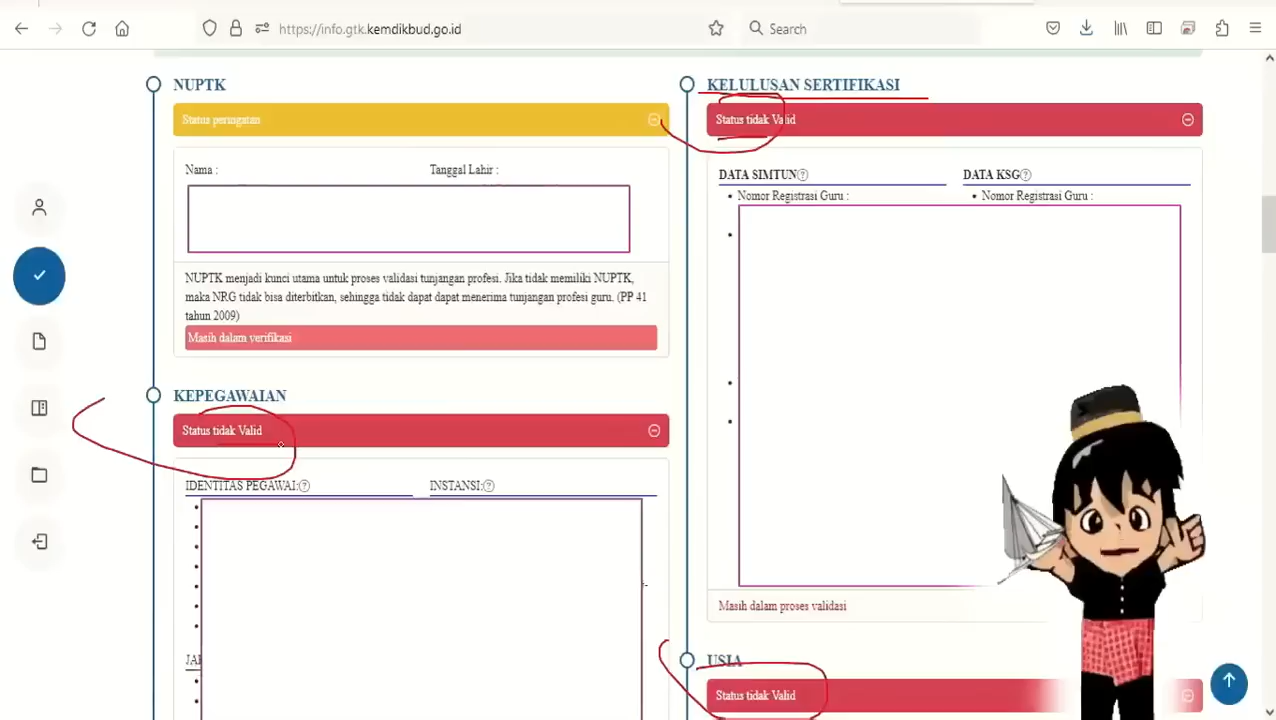 https://info.gtk.kemdikbud.go.id
Search
NUPTK
Status peringatan
Nama :
Tanggal Lahir :
NUPTK menjadi kunci utama untuk proses validasi tunjangan profesi. Jika tidak memiliki NUPTK,
maka NRG tidak bisa diterbitkan, sehingga tidak dapat dapat menerima tunjangan profesi guru. (PP 41
tahun 2009)
Masih dalam verifikasi
KEPEGAWAIAN
Status tidak Valid
IDENTITAS PEGAWAI:
INSTANSI:
KELULUSAN SERTIFIKASI
Status tidak Valid
DATA SIMTUN
DATA KSG
• Nomor Registrasi Guru :
• Nomor Registrasi Guru :
Masih dalam proses validasi
USIA
Status tidak Valid